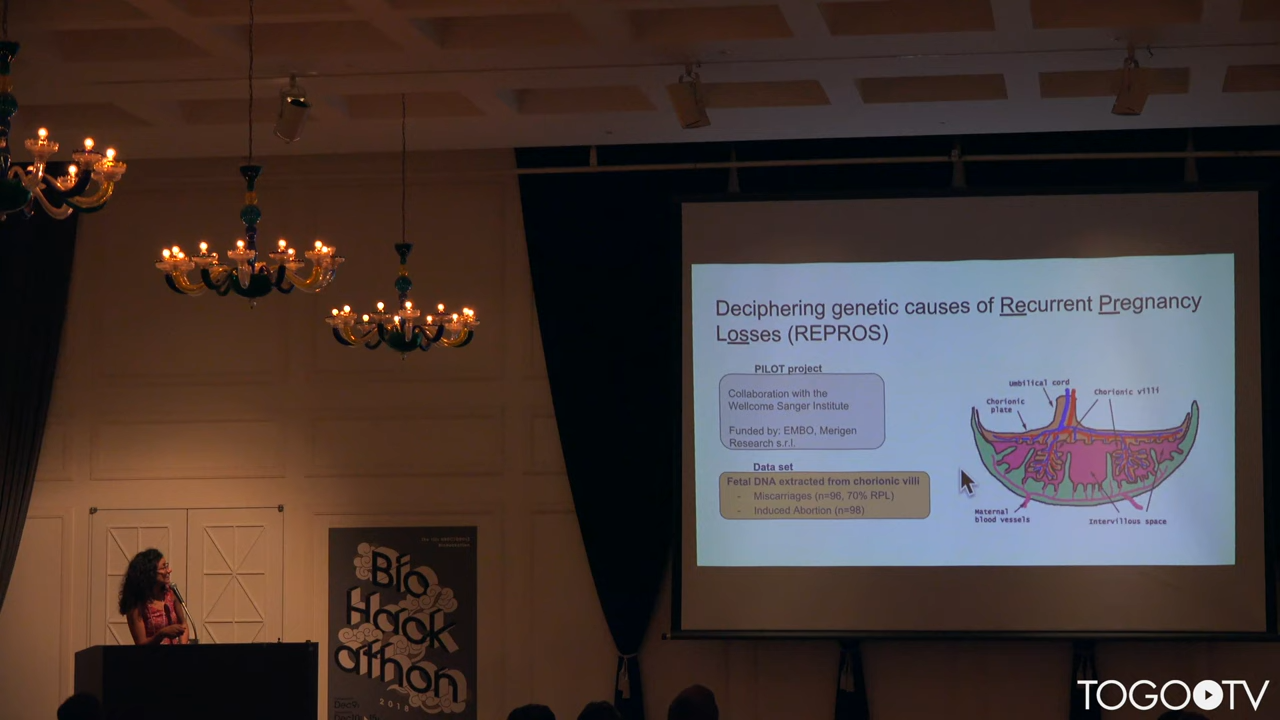 Deciphering genetic causes of Recurrent Pregnancy
Losses (REPROS)
PILOT project
Collaboration with the
Wellcome Sanger Institute
Funded by: EMBO, Merigen
Research s.r.l.
Data set
Fetal DNA extracted from chorionic villi
- Miscarriages (n=96, 70% RPL)
- Induced Abortion (n=98)
Umbilical cord
Chorionic villi
Chorionic
plate
Maternal
blood vessels
Intervillous space
Bio
Hack
athon
2018
TOGOTV